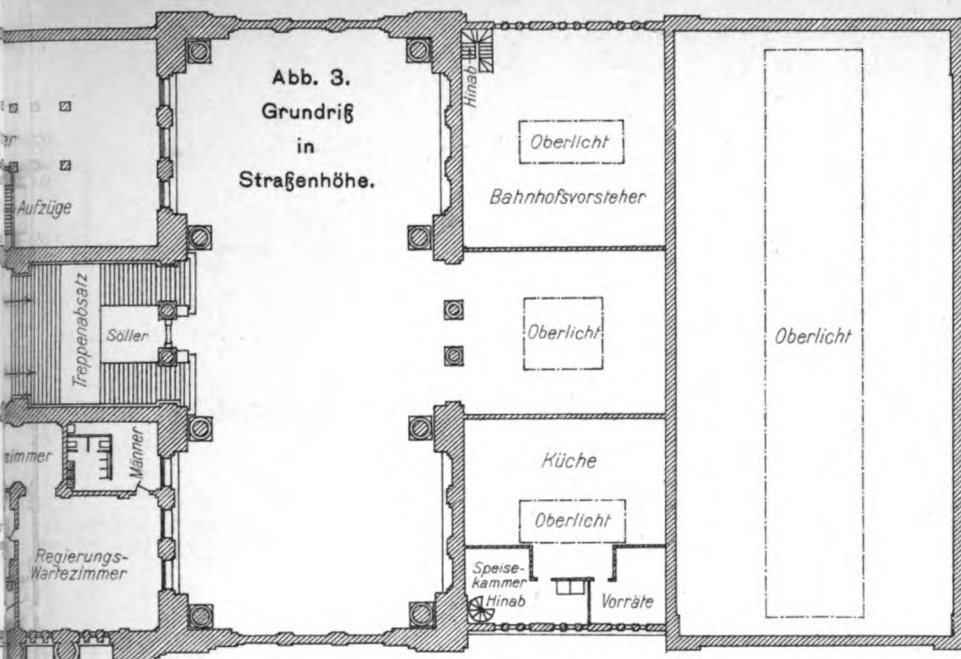 Abb. 3.
Grundriß
in
Straßenhöhe.
Hinab
Oberlicht
Bahnhofsvorsteher
Aufzüge
Treppenabsatz
Söller
Oberlicht
Oberlicht
zimmer
Männer
Küche
Oberlicht
Regierungs-
Wartezimmer
Speise-
kammer
Hinab
Vorräte